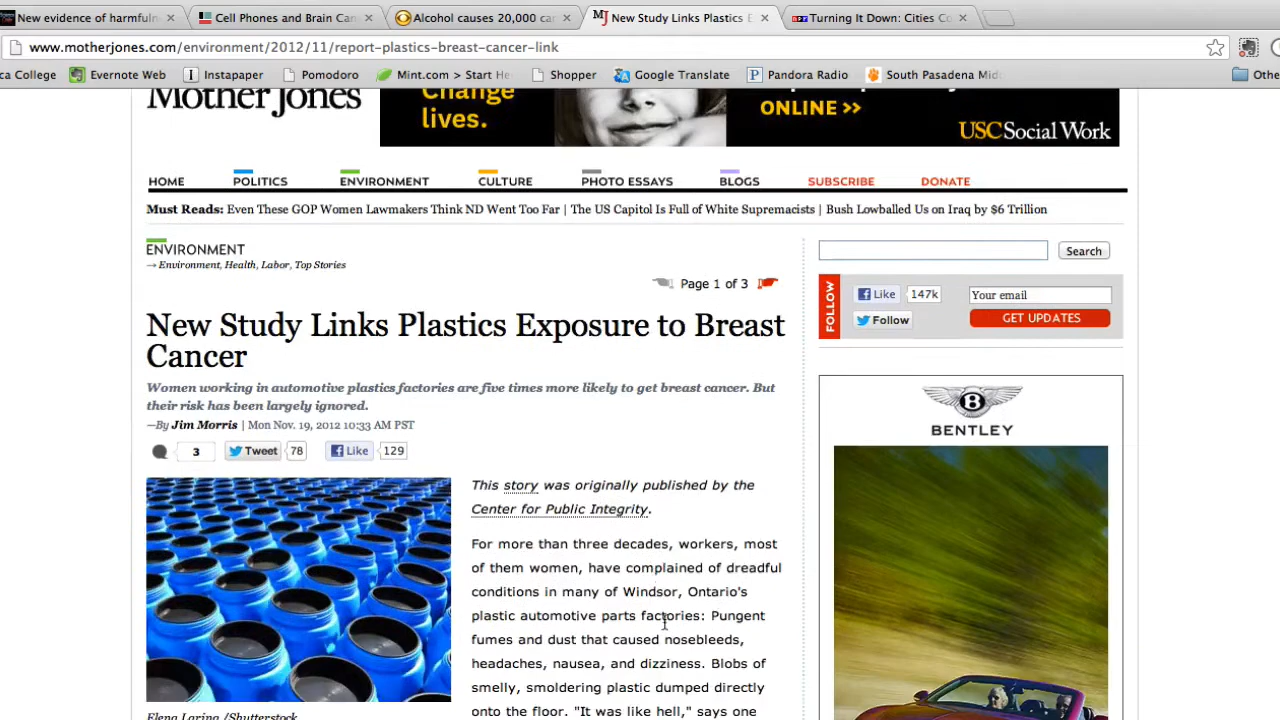 New evidence of harmful
Cell Phones and Brain Can
Alcohol causes 20,000 can
New Study Links Plastics E
Turning It Down: Cities Co
www.motherjones.com/environment/2012/11/report-plastics-breast-cancer-link
ca College
Evernote Web
Instapaper
Pomodoro
Mint.com > Start He
Shopper
Google Translate
Pandora Radio
South Pasadena Mid
Othe
Mother Jones
Change
lives.
ONLINE >>
USC Social Work
HOME
POLITICS
ENVIRONMENT
CULTURE
PHOTO ESSAYS
BLOGS
SUBSCRIBE
DONATE
Must Reads: Even These GOP Women Lawmakers Think ND Went Too Far | The US Capitol Is Full of White Supremacists | Bush Lowballed Us on Iraq by $6 Trillion
ENVIRONMENT
→ Environment, Health, Labor, Top Stories
Page 1 of 3
New Study Links Plastics Exposure to Breast
Cancer
Women working in automotive plastics factories are five times more likely to get breast cancer. But
their risk has been largely ignored.
—By Jim Morris | Mon Nov. 19, 2012 10:33 AM PST
3
Tweet 78
Like 129
This story was originally published by the
Center for Public Integrity.
For more than three decades, workers, most
of them women, have complained of dreadful
conditions in many of Windsor, Ontario's
plastic automotive parts factories: Pungent
fumes and dust that caused nosebleeds,
headaches, nausea, and dizziness. Blobs of
smelly, smoldering plastic dumped directly
onto the floor. "It was like hell," says one
Elena Larina /Shutterstock
Search
FOLLOW
Like 147k
Follow
Your email
GET UPDATES
B
BENTLEY